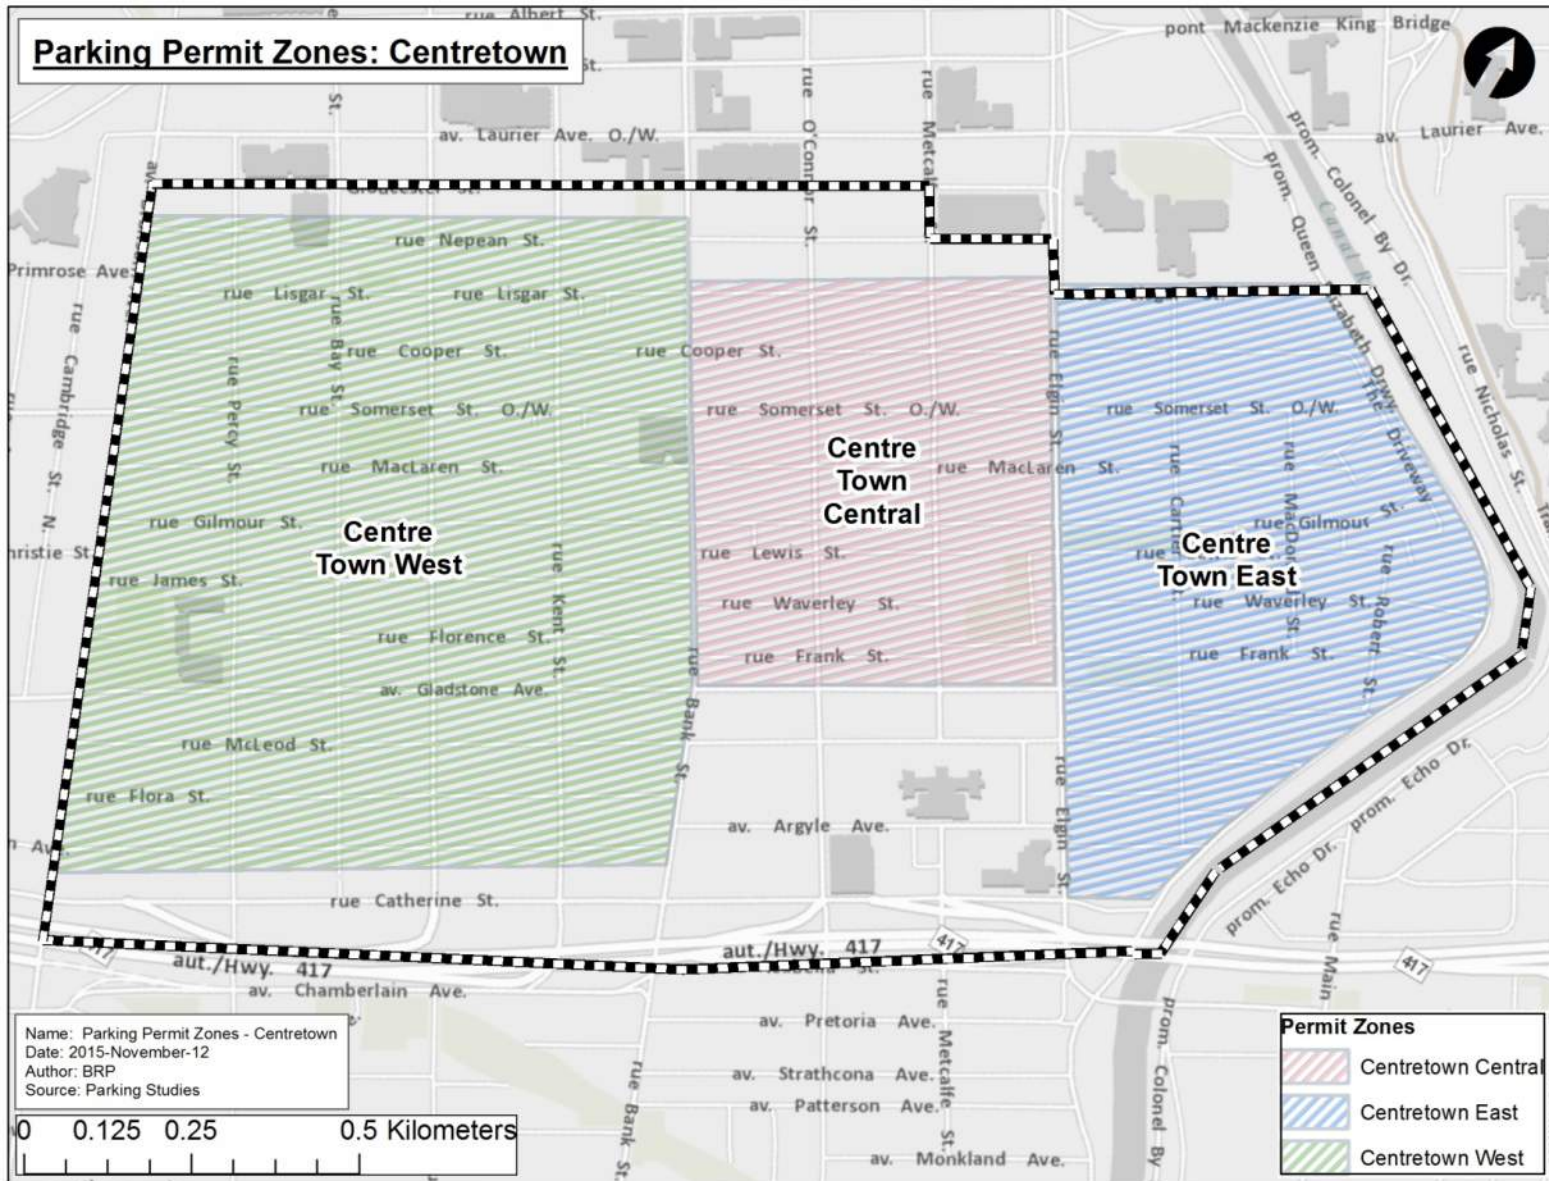 rue Albert St.
pont Mackenzie King Bridge
Parking Permit Zones: Centretown
St.
rue O'Connor St.
rue Metcalfe
St.
av. Laurier Ave. O./W.
av. Laurier Ave.
prom. Colonel By Dr.
prom. Queen Elizabeth Drwy.
Gloucester St.
rue Nepean St.
Primrose Ave.
rue Lisgar St.
rue Lisgar St.
rue Bay St.
rue Cambridge St. N.
rue Cooper St.
rue Cooper St.
rue Elgin St.
rue Percy St.
The Driveway
rue Nicholas St.
rue Somerset St. O./W.
rue Somerset St. O./W.
rue Somerset St. O./W.
Centre
Town
Central
rue MacLaren St.
rue MacLaren St.
rue Gilmour St.
rue Gilmour St.
Centre
Town West
Centre
Town East
rue Lewis St.
rue James St.
rue Kent St.
rue Waverley St.
rue Waverley St.
rue Robert St.
rue Florence St.
rue Frank St.
rue Frank St.
av. Gladstone Ave.
rue Bank St.
rue McLeod St.
rue Flora St.
rue Elgin St.
prom. Echo Dr.
av. Argyle Ave.
prom. Echo Dr.
rue Catherine St.
rue Main
417
aut./Hwy. 417
aut./Hwy. 417
417
417
av. Chamberlain Ave.
rue Metcalfe St.
prom. Colonel By
av. Pretoria Ave.
Name: Parking Permit Zones - Centretown
Date: 2015-November-12
Author: BRP
Source: Parking Studies
rue Bank St.
av. Strathcona Ave.
av. Patterson Ave.
av. Monkland Ave.
0 0.125 0.25 0.5 Kilometers
Permit Zones
Centretown Central
Centretown East
Centretown West